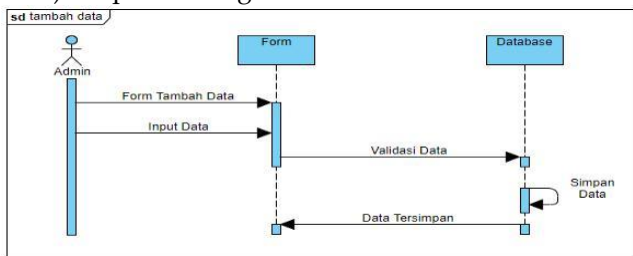 sd tambah data
Form
Database
Admin
Form Tambah Data
Input Data
Validasi Data
Simpan
Data
Data Tersimpan